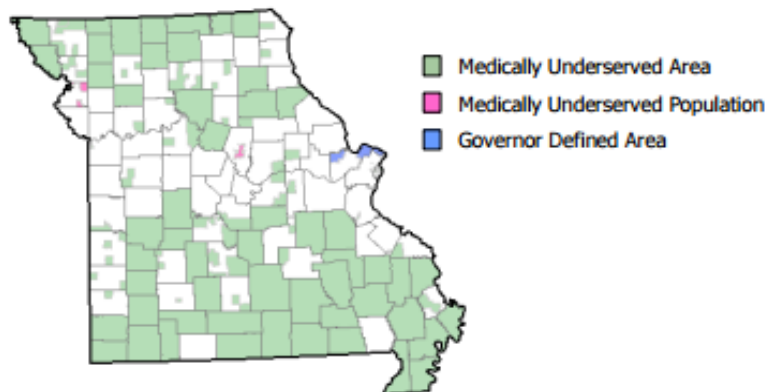 Medically Underserved Area
Medically Underserved Population
Governor Defined Area